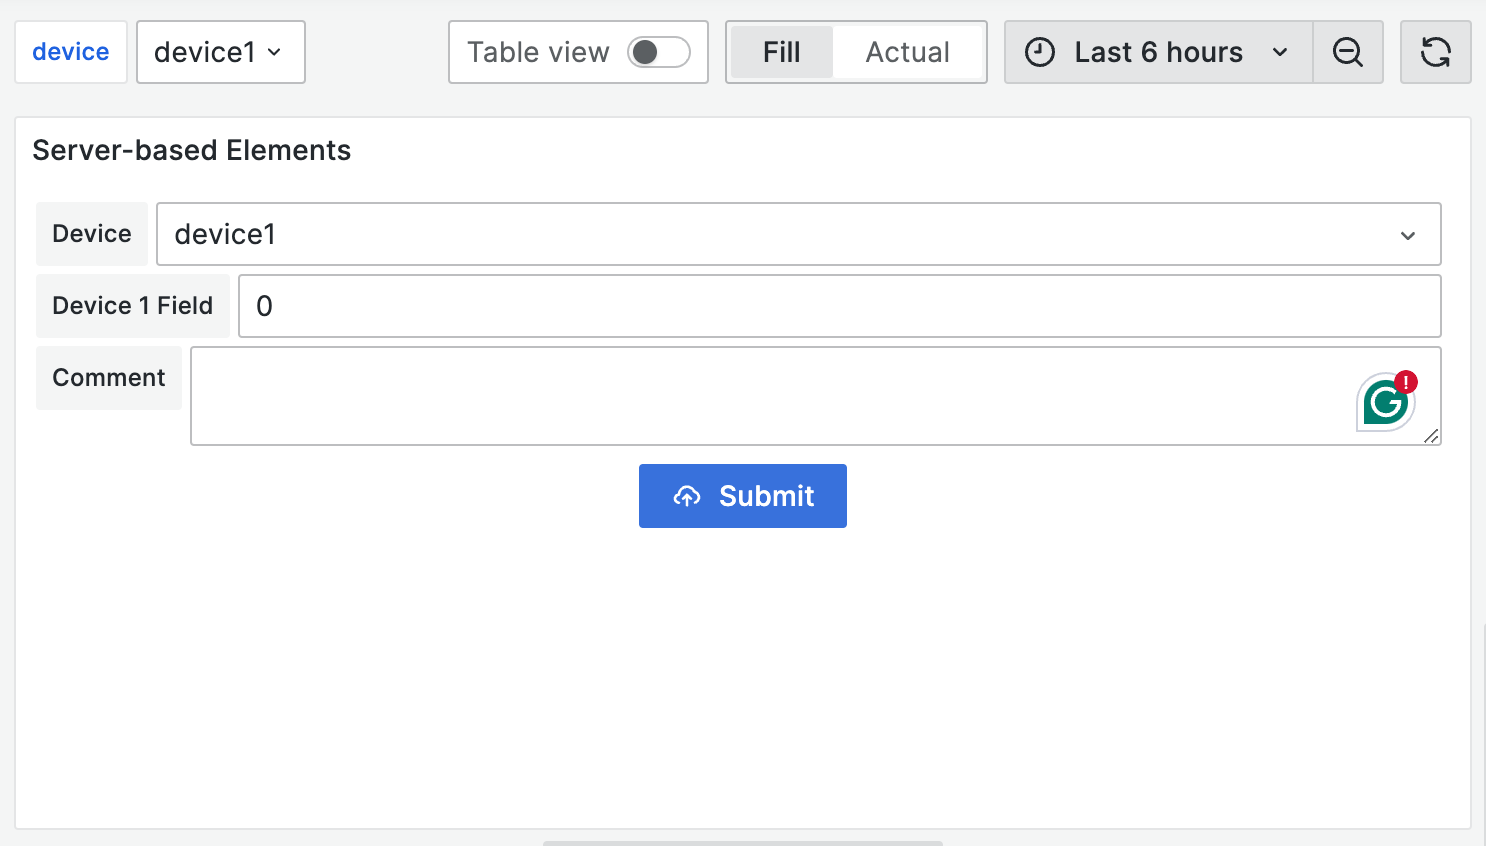 device device1 Table view Fill Actual Last 6 hours
Server-based Elements
Device device1
Device 1 Field 0
Comment
G !
Submit